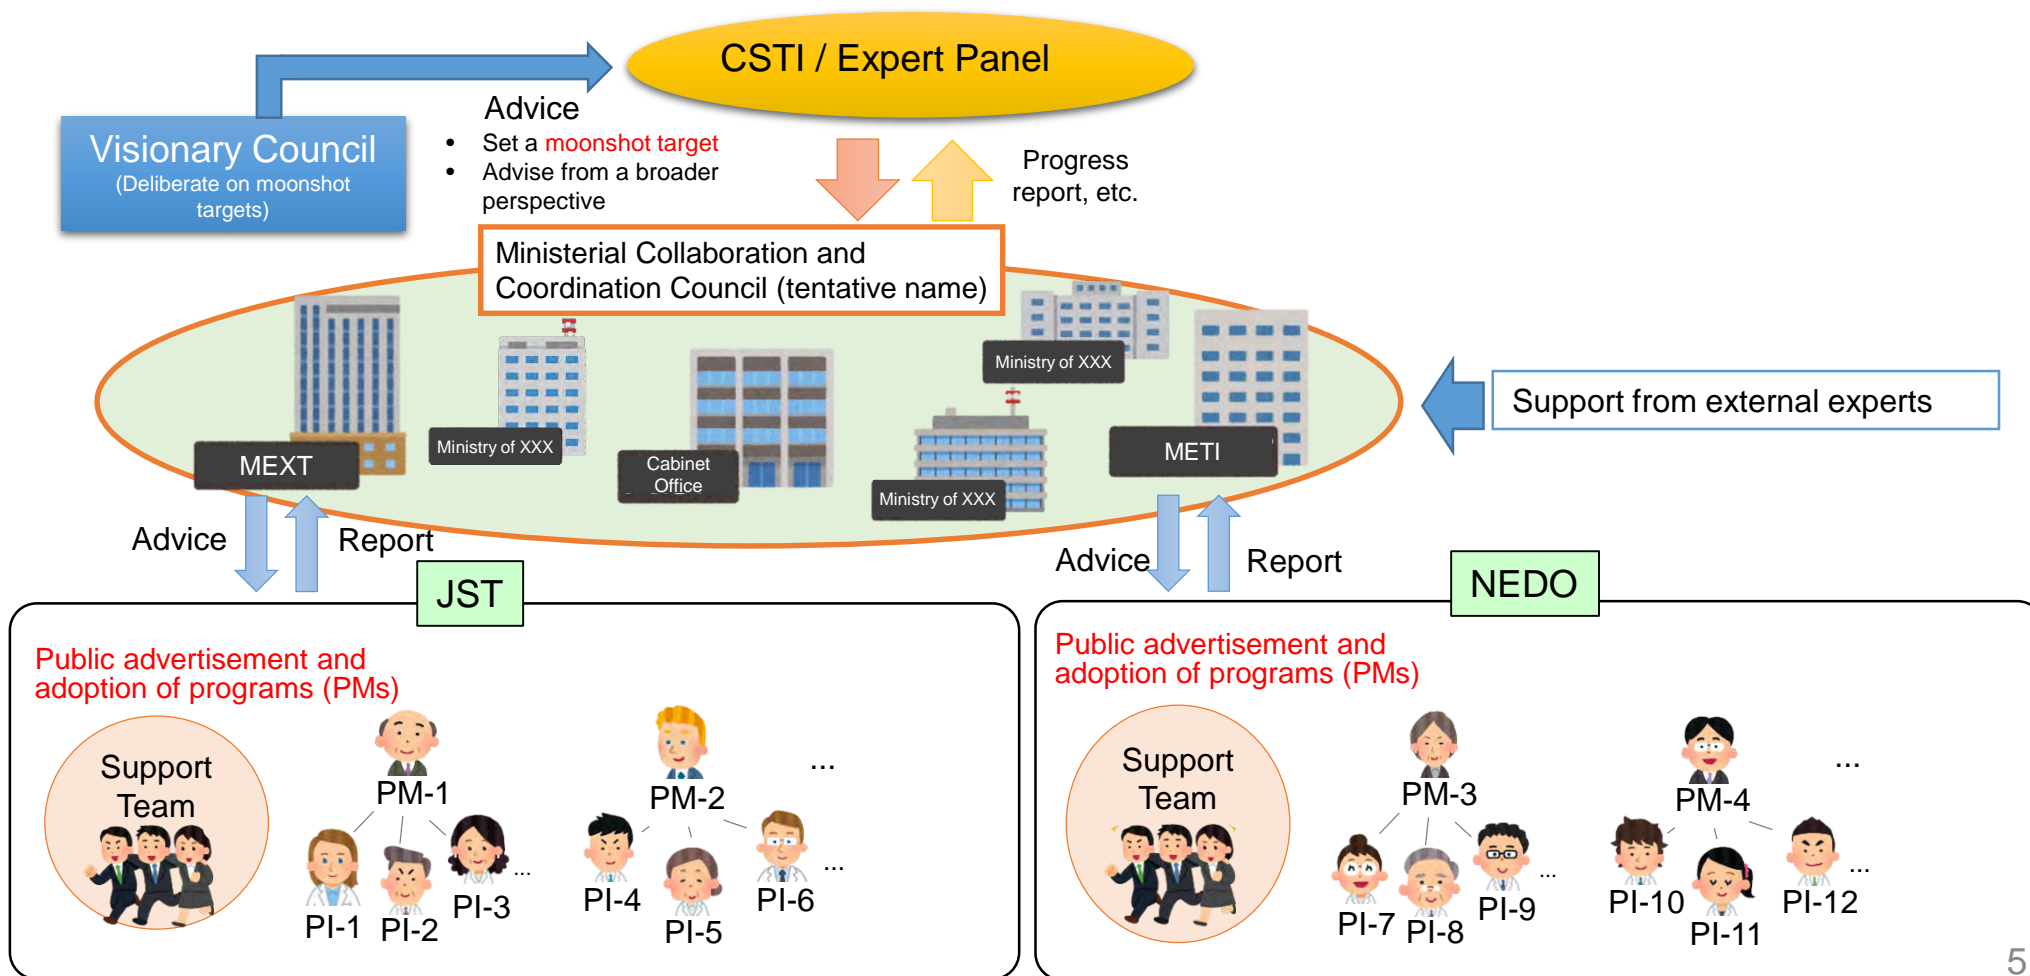 CSTI / Expert Panel
Visionary Council
(Deliberate on moonshot
targets)
Advice
• Set a moonshot target
• Advise from a broader
perspective
Progress
report, etc.
Ministerial Collaboration and
Coordination Council (tentative name)
MEXT
Ministry of XXX
Cabinet
Office
Ministry of XXX
Ministry of XXX
METI
Support from external experts
Advice
Report
Advice
Report
JST
Public advertisement and
adoption of programs (PMs)
Support
Team
PM-1
PI-1
PI-2
PI-3
...
PM-2
PI-4
PI-5
PI-6
...
...
NEDO
Public advertisement and
adoption of programs (PMs)
Support
Team
PM-3
PI-7
PI-8
PI-9
...
PM-4
PI-10
PI-11
PI-12
...
...
5